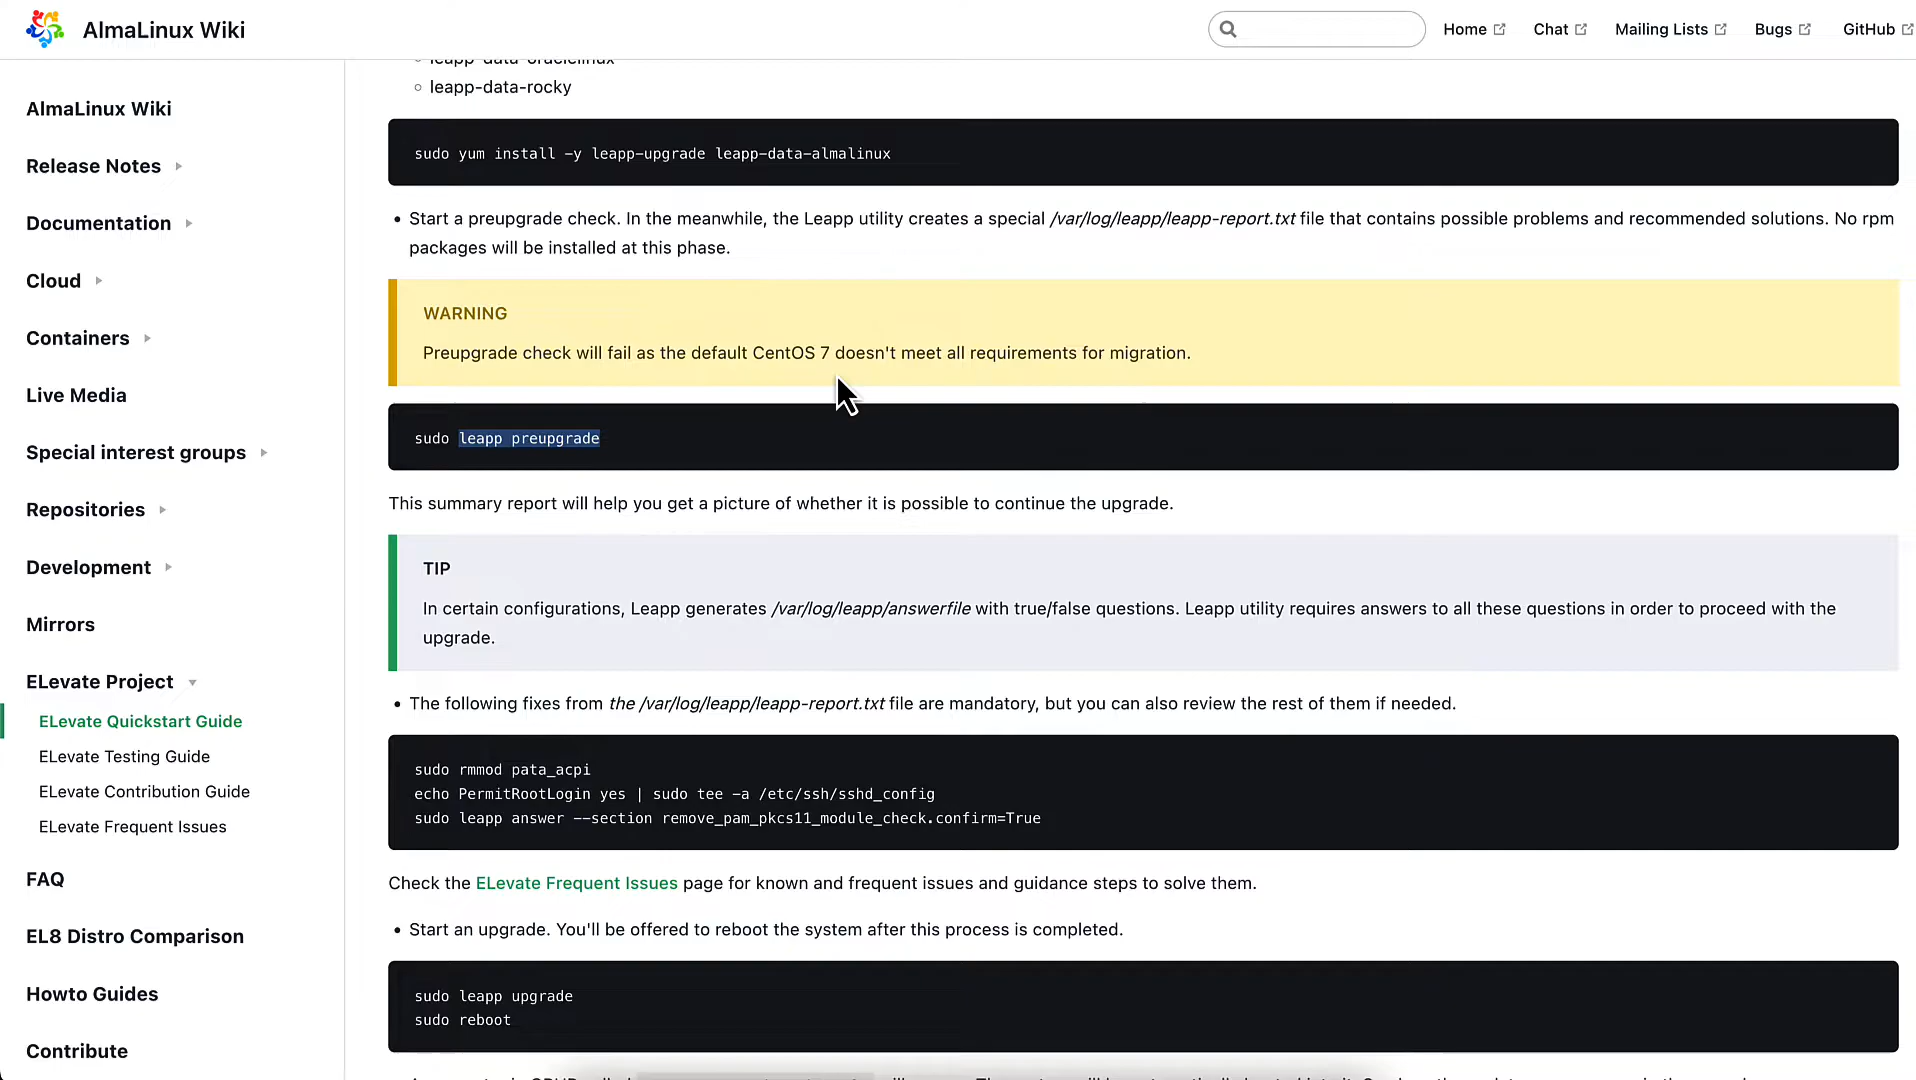 AlmaLinux Wiki
Home
Chat
Mailing Lists
Bugs
GitHub
AlmaLinux Wiki
Release Notes
Documentation
Cloud
Containers
Live Media
Special interest groups
Repositories
Development
Mirrors
ELevate Project
ELevate Quickstart Guide
ELevate Testing Guide
ELevate Contribution Guide
ELevate Frequent Issues
FAQ
EL8 Distro Comparison
Howto Guides
Contribute
leapp-data-oraclelinux
leapp-data-rocky
sudo yum install -y leapp-upgrade leapp-data-almalinux
• Start a preupgrade check. In the meanwhile, the Leapp utility creates a special /var/log/leapp/leapp-report.txt file that contains possible problems and recommended solutions. No rpm
packages will be installed at this phase.
WARNING
Preupgrade check will fail as the default CentOS 7 doesn't meet all requirements for migration.
sudo leapp preupgrade
This summary report will help you get a picture of whether it is possible to continue the upgrade.
TIP
In certain configurations, Leapp generates /var/log/leapp/answerfile with true/false questions. Leapp utility requires answers to all these questions in order to proceed with the
upgrade.
• The following fixes from the /var/log/leapp/leapp-report.txt file are mandatory, but you can also review the rest of them if needed.
sudo rmmod pata_acpi
echo PermitRootLogin yes | sudo tee -a /etc/ssh/sshd_config
sudo leapp answer --section remove_pam_pkcs11_module_check.confirm=True
Check the ELevate Frequent Issues page for known and frequent issues and guidance steps to solve them.
• Start an upgrade. You'll be offered to reboot the system after this process is completed.
sudo leapp upgrade
sudo reboot